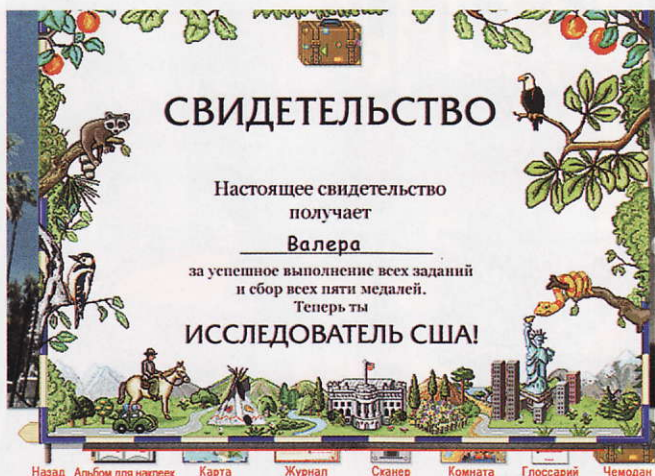 СВИДЕТЕЛЬСТВО
Настоящее свидетельство
получает
Валера
за успешное выполнение всех заданий
и сбор всех пяти медалей.
Теперь ты
ИССЛЕДОВАТЕЛЬ США!
Назад Альбом для наклеек Карта Журнал Сканер Комната Глоссарий Чемодан